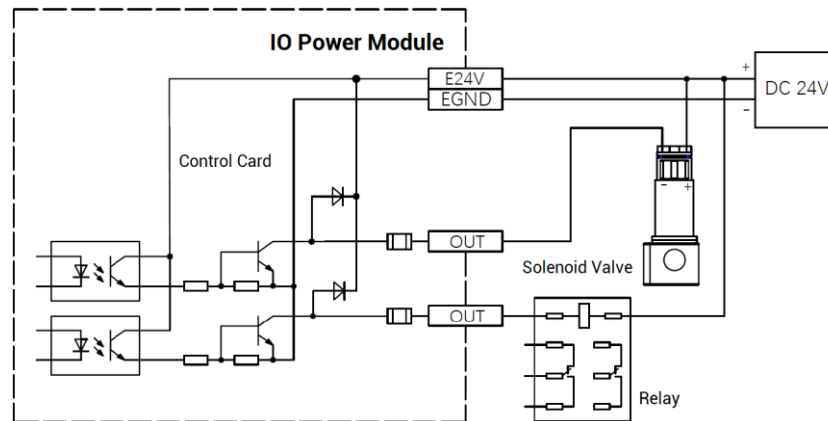 IO Power Module
E24V
EGND
+
DC 24V
-
Control Card
- +
OUT
Solenoid Valve
OUT
Relay